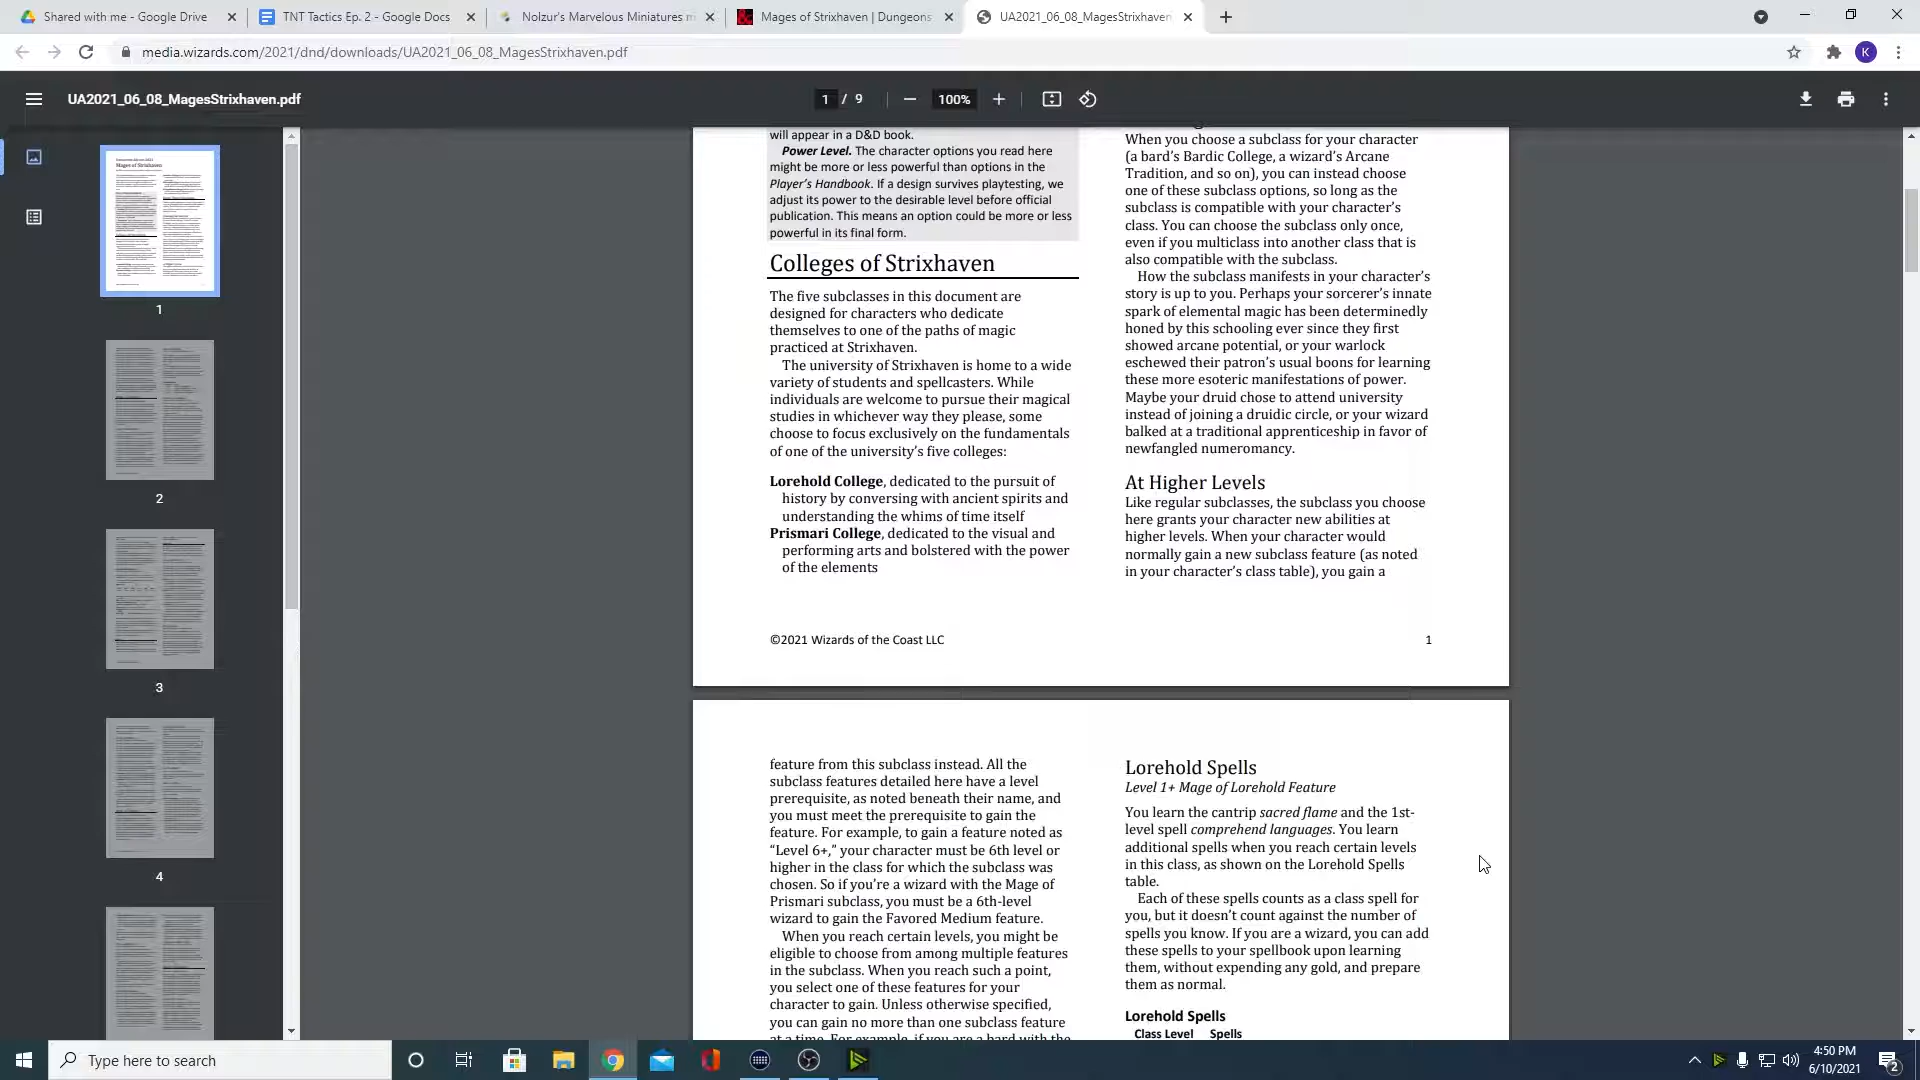 Shared with me - Google Drive
TNT Tactics Ep. 2 - Google Docs
Nolzur's Marvelous Miniatures m
Mages of Strixhaven | Dungeons
UA2021_06_08_MagesStrixhaven
media.wizards.com/2021/dnd/downloads/UA2021_06_08_MagesStrixhaven.pdf
K
UA2021_06_08_MagesStrixhaven.pdf
1 / 9
100%
1
2
3
4
will appear in a D&D book.
Power Level. The character options you read here
might be more or less powerful than options in the
Player's Handbook. If a design survives playtesting, we
adjust its power to the desirable level before official
publication. This means an option could be more or less
powerful in its final form.
Colleges of Strixhaven
The five subclasses in this document are
designed for characters who dedicate
themselves to one of the paths of magic
practiced at Strixhaven.
The university of Strixhaven is home to a wide
variety of students and spellcasters. While
individuals are welcome to pursue their magical
studies in whichever way they please, some
choose to focus exclusively on the fundamentals
of one of the university's five colleges:
Lorehold College, dedicated to the pursuit of
history by conversing with ancient spirits and
understanding the whims of time itself
Prismari College, dedicated to the visual and
performing arts and bolstered with the power
of the elements
When you choose a subclass for your character
(a bard's Bardic College, a wizard's Arcane
Tradition, and so on), you can instead choose
one of these subclass options, so long as the
subclass is compatible with your character's
class. You can choose the subclass only once,
even if you multiclass into another class that is
also compatible with the subclass.
How the subclass manifests in your character's
story is up to you. Perhaps your sorcerer's innate
spark of elemental magic has been determinedly
honed by this schooling ever since they first
showed arcane potential, or your warlock
eschewed their patron's usual boons for learning
these more esoteric manifestations of power.
Maybe your druid chose to attend university
instead of joining a druidic circle, or your wizard
balked at a traditional apprenticeship in favor of
newfangled numeromancy.
At Higher Levels
Like regular subclasses, the subclass you choose
here grants your character new abilities at
higher levels. When your character would
normally gain a new subclass feature (as noted
in your character's class table), you gain a
©2021 Wizards of the Coast LLC
1
feature from this subclass instead. All the
subclass features detailed here have a level
prerequisite, as noted beneath their name, and
you must meet the prerequisite to gain the
feature. For example, to gain a feature noted as
"Level 6+," your character must be 6th level or
higher in the class for which the subclass was
chosen. So if you're a wizard with the Mage of
Prismari subclass, you must be a 6th-level
wizard to gain the Favored Medium feature.
When you reach certain levels, you might be
eligible to choose from among multiple features
in the subclass. When you reach such a point,
you select one of these features for your
character to gain. Unless otherwise specified,
you can gain no more than one subclass feature
at a time. For example, if you are a bard with the
Lorehold Spells
Level 1+ Mage of Lorehold Feature
You learn the cantrip sacred flame and the 1st-
level spell comprehend languages. You learn
additional spells when you reach certain levels
in this class, as shown on the Lorehold Spells
table.
Each of these spells counts as a class spell for
you, but it doesn't count against the number of
spells you know. If you are a wizard, you can add
these spells to your spellbook upon learning
them, without expending any gold, and prepare
them as normal.
Lorehold Spells
Class Level Spells
Type here to search
4:50 PM
6/10/2021
2